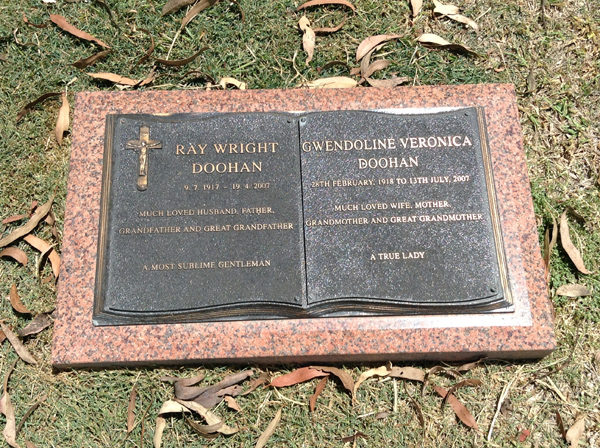 RAY WRIGHT
DOOHAN
9. 7. 1917 - 19. 4. 2007
MUCH LOVED HUSBAND, FATHER,
GRANDFATHER AND GREAT GRANDFATHER
A MOST SUBLIME GENTLEMAN
GWENDOLINE VERONICA
DOOHAN
28TH FEBRUARY, 1918 TO 13TH JULY, 2007
MUCH LOVED WIFE, MOTHER,
GRANDMOTHER AND GREAT GRANDMOTHER
A TRUE LADY